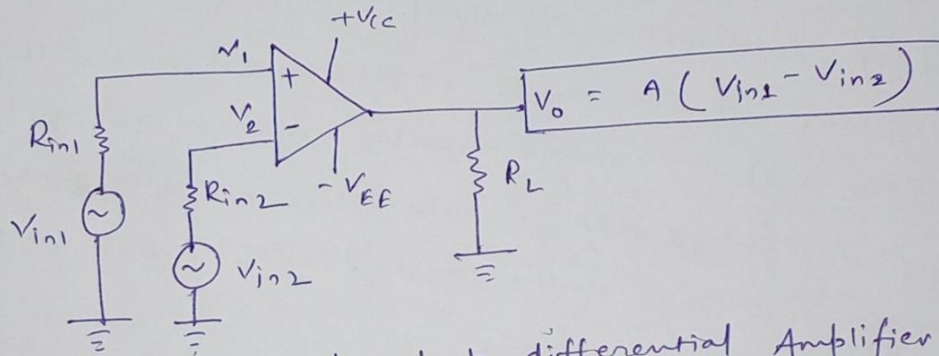 +Vcc
V1
+
V2
-
Rin1
Rin2
-VEE
RL
Vin1
Vin2
Vo = A (Vin1 - Vin2)
differential Amplifier